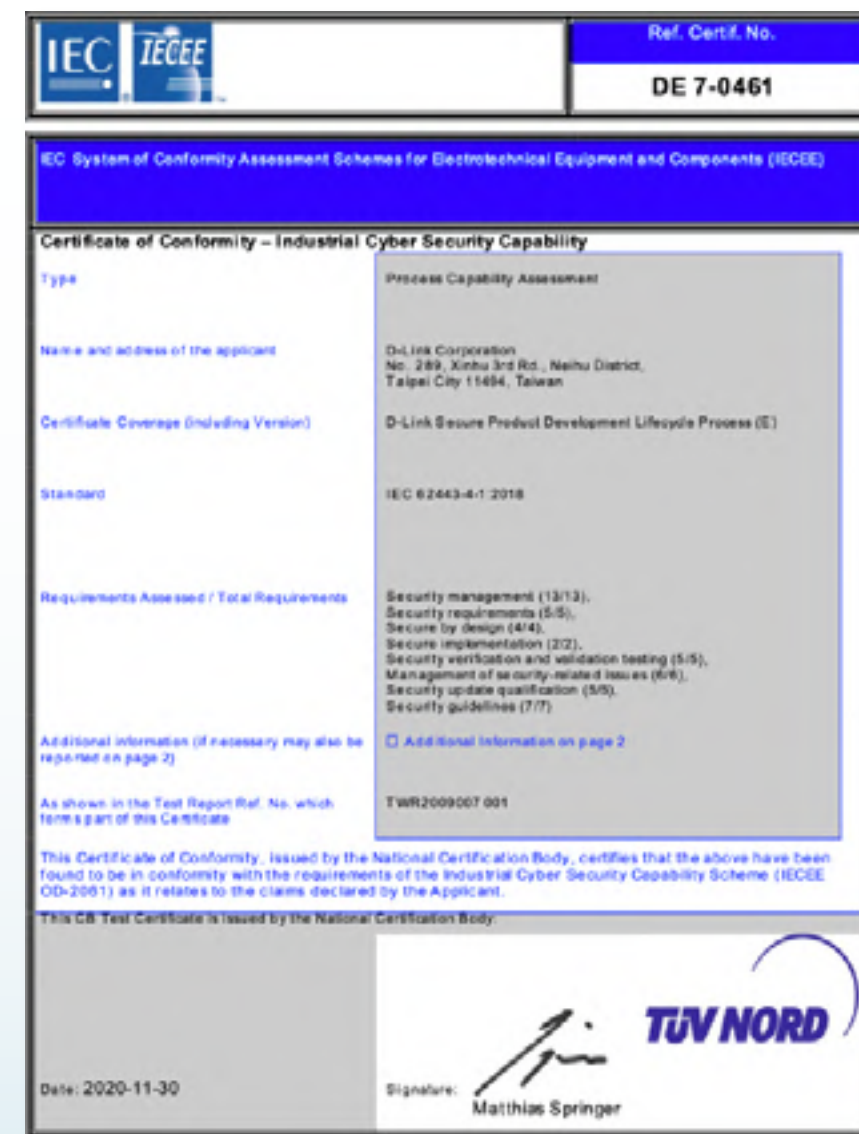 IEC IECEE
Ref. Certif. No.
DE 7-0461
IEC System of Conformity Assessment Schemes for Electrotechnical Equipment and Components (IECEE)
Certificate of Conformity – Industrial Cyber Security Capability
Type
Process Capability Assessment
Name and address of the applicant
D-Link Corporation
No. 289, Xinhu 3rd Rd., Neihu District,
Taipei City 11494, Taiwan
Certificate Coverage (including Version)
D-Link Secure Product Development Lifecycle Process (E)
Standard
IEC 62443-4-1:2018
Requirements Assessed / Total Requirements
Security management (13/13),
Security requirements (5/5),
Secure by design (4/4),
Secure implementation (2/2),
Security verification and validation testing (5/5),
Management of security-related issues (6/6),
Security update qualification (5/5),
Security guidelines (7/7)
Additional information (if necessary may also be
reported on page 2)
Additional Information on page 2
As shown in the Test Report Ref. No. which
forms part of this Certificate
TWR2009007 001
This Certificate of Conformity, issued by the National Certification Body, certifies that the above have been
found to be in conformity with the requirements of the Industrial Cyber Security Capability Scheme (IECEE
OD-2061) as it relates to the claims declared by the Applicant.
This CB Test Certificate is issued by the National Certification Body:
TÜV NORD
Date: 2020-11-30
Signature:
Matthias Springer